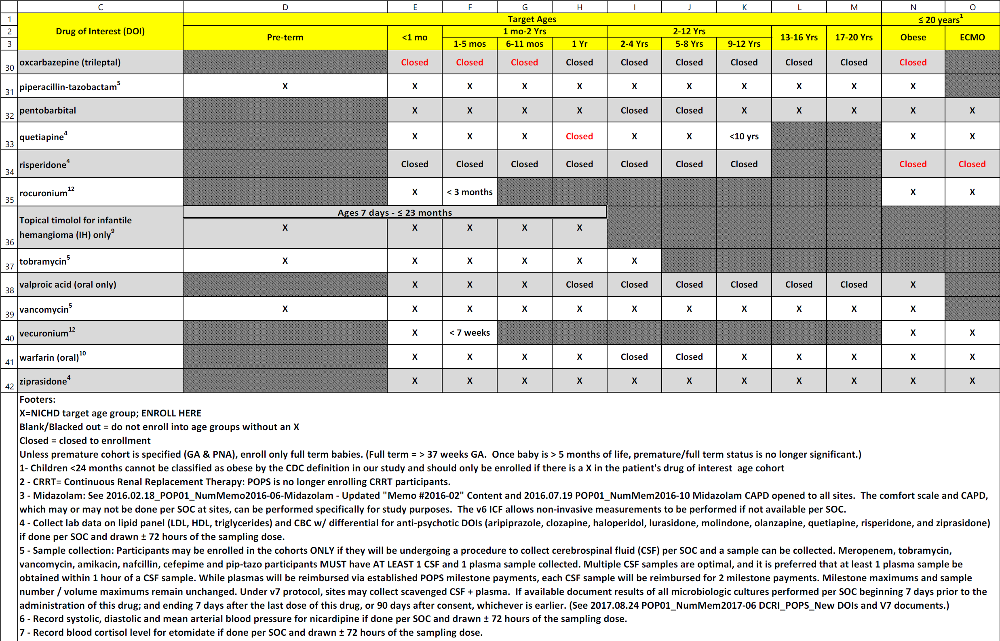 C D E F G H I J K L M N O
1 Drug of Interest (DOI) Target Ages ≤ 20 years1
2 Pre-term <1 mo 1 mo-2 Yrs 2-12 Yrs 13-16 Yrs 17-20 Yrs Obese ECMO
3 1-5 mos 6-11 mos 1 Yr 2-4 Yrs 5-8 Yrs 9-12 Yrs
30 oxcarbazepine (trileptal) Closed Closed Closed Closed Closed Closed Closed Closed Closed Closed
31 piperacillin-tazobactam5 X X X X X X X X X X X
32 pentobarbital X X X X Closed Closed X X X X X
33 quetiapine4 X X X Closed X X <10 yrs X X
34 risperidone4 Closed Closed Closed Closed Closed Closed Closed Closed Closed
35 rocuronium12 X < 3 months X X
Ages 7 days - ≤ 23 months
36 Topical timolol for infantile
hemangioma (IH) only9 X X X X X
37 tobramycin5 X X X X X X
38 valproic acid (oral only) X X X Closed Closed Closed Closed Closed Closed X
39 vancomycin5 X X X X X X X X X X X
40 vecuronium12 X < 7 weeks X X
41 warfarin (oral)10 X X X X Closed Closed X X X X X
42 ziprasidone4 X X X X X X X X X X X
Footers:
X=NICHD target age group; ENROLL HERE
Blank/Blacked out = do not enroll into age groups without an X
Closed = closed to enrollment
Unless premature cohort is specified (GA & PNA), enroll only full term babies. (Full term = > 37 weeks GA.  Once baby is > 5 months of life, premature/full term status is no longer significant.)
1- Children <24 months cannot be classified as obese by the CDC definition in our study and should only be enrolled if there is a X in the patient's drug of interest  age cohort
2 - CRRT= Continuous Renal Replacement Therapy: POPS is no longer enrolling CRRT participants.
3 - Midazolam: See 2016.02.18_POP01_NumMemo2016-06-Midazolam - Updated "Memo #2016-02" Content and 2016.07.19 POP01_NumMem2016-10 Midazolam CAPD opened to all sites.  The comfort scale and CAPD,
which may or may not be done per SOC at sites, can be performed specifically for study purposes.  The v6 ICF allows non-invasive measurements to be performed if not available per SOC.
4 - Collect lab data on lipid panel (LDL, HDL, triglycerides) and CBC w/ differential for anti-psychotic DOIs (aripiprazole, clozapine, haloperidol, lurasidone, molindone, olanzapine, quetiapine, risperidone, and ziprasidone)
if done per SOC and drawn ± 72 hours of the sampling dose.
5 - Sample collection: Participants may be enrolled in the cohorts ONLY if they will be undergoing a procedure to collect cerebrospinal fluid (CSF) per SOC and a sample can be collected. Meropenem, tobramycin,
vancomycin, amikacin, nafcillin, cefepime and pip-tazo participants MUST have AT LEAST 1 CSF and 1 plasma sample collected. Multiple CSF samples are optimal, and it is preferred that at least 1 plasma sample be
obtained within 1 hour of a CSF sample. While plasmas will be reimbursed via established POPS milestone payments, each CSF sample will be reimbursed for 2 milestone payments. Milestone maximums and sample
number / volume maximums remain unchanged. Under v7 protocol, sites may collect scavenged CSF + plasma.  If available document results of all microbiologic cultures performed per SOC beginning 7 days prior to the
administration of this drug; and ending 7 days after the last dose of this drug, or 90 days after consent, whichever is earlier. (See 2017.08.24 POP01_NumMem2017-06 DCRI_POPS_New DOIs and V7 documents.)
6 - Record systolic, diastolic and mean arterial blood pressure for nicardipine if done per SOC and drawn ± 72 hours of the sampling dose.
7 - Record blood cortisol level for etomidate if done per SOC and drawn ± 72 hours of the sampling dose.